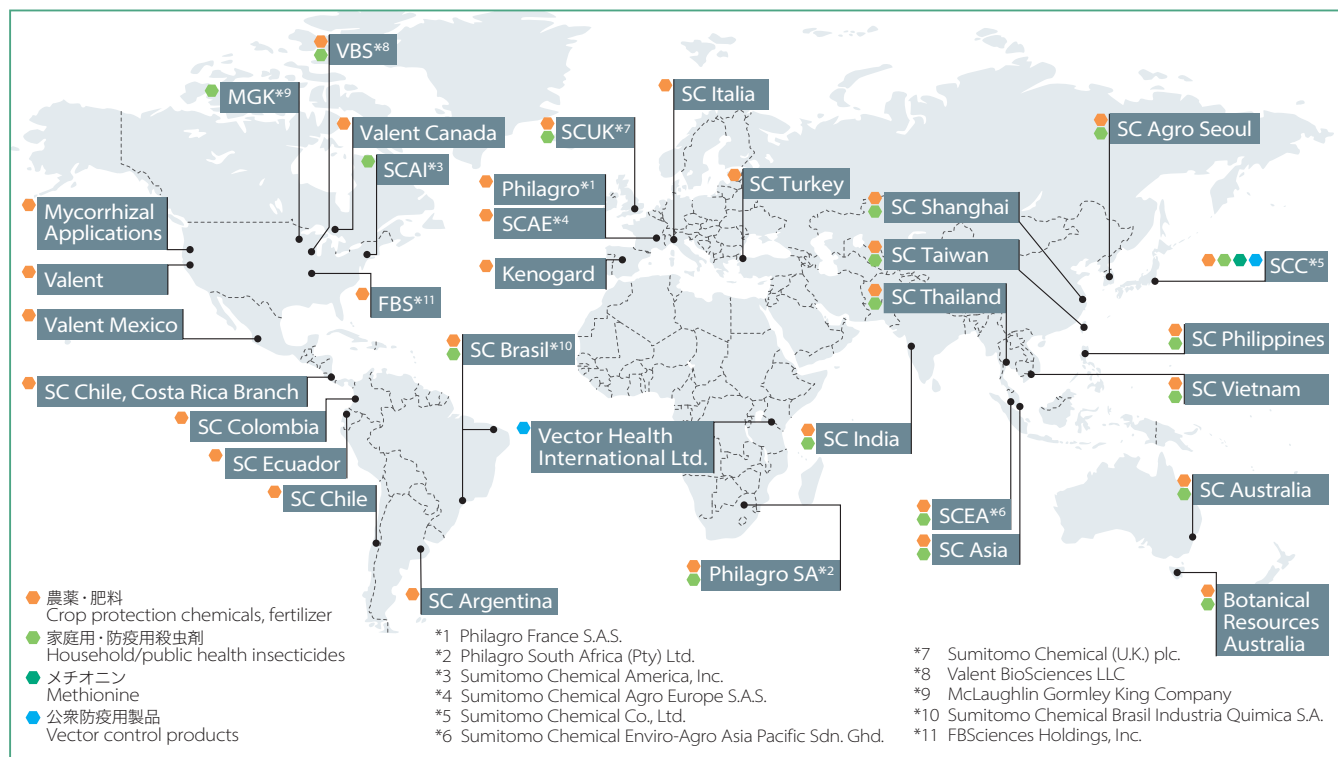 VBS*8
MGK*9
Valent Canada
SCAI*3
Mycorrhizal
Applications
Valent
Valent Mexico
FBS*11
SC Chile, Costa Rica Branch
SC Colombia
SC Ecuador
SC Chile
SC Argentina
SC Brasil*10
SC Italia
SCUK*7
Philagro*1
SCAE*4
Kenogard
SC Turkey
Vector Health
International Ltd.
Philagro SA*2
SC Agro Seoul
SC Shanghai
SC Taiwan
SC Thailand
SCC*5
SC Philippines
SC Vietnam
SC India
SCEA*6
SC Asia
SC Australia
Botanical
Resources
Australia
農薬・肥料
Crop protection chemicals, fertilizer
家庭用・防疫用殺虫剤
Household/public health insecticides
メチオニン
Methionine
公衆防疫用製品
Vector control products
*1 Philagro France S.A.S.
*2 Philagro South Africa (Pty) Ltd.
*3 Sumitomo Chemical America, Inc.
*4 Sumitomo Chemical Agro Europe S.A.S.
*5 Sumitomo Chemical Co., Ltd.
*6 Sumitomo Chemical Enviro-Agro Asia Pacific Sdn. Ghd.
*7 Sumitomo Chemical (U.K.) plc.
*8 Valent BioSciences LLC
*9 McLaughlin Gormley King Company
*10 Sumitomo Chemical Brasil Industria Quimica S.A.
*11 FBSciences Holdings, Inc.